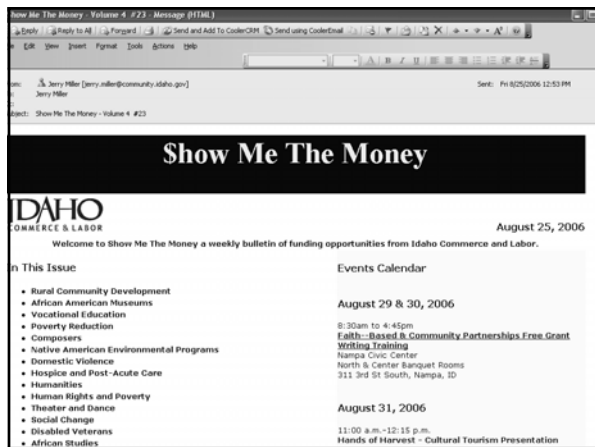 how Me The Money - Volume 4 #23 - Message (HTML)
Reply Reply to All Forward Send and Add To CoolerCRM Send using CoolerEmail
Edit View Insert Format Tools Actions Help
om: Jerry Miller [jerry.miller@community.idaho.gov] Sent: Fri 8/25/2006 12:53 PM
Jerry Miller
bject: Show Me The Money - Volume 4 #23
$how Me The Money
IDAHO
COMMERCE & LABOR
August 25, 2006
Welcome to Show Me The Money a weekly bulletin of funding opportunities from Idaho Commerce and Labor.
In This Issue
• Rural Community Development
• African American Museums
• Vocational Education
• Poverty Reduction
• Composers
• Native American Environmental Programs
• Domestic Violence
• Hospice and Post-Acute Care
• Humanities
• Human Rights and Poverty
• Theater and Dance
• Social Change
• Disabled Veterans
• African Studies
Events Calendar
August 29 & 30, 2006
8:30am to 4:45pm
Faith--Based & Community Partnerships Free Grant
Writing Training
Nampa Civic Center
North & Center Banquet Rooms
311 3rd St South, Nampa, ID
August 31, 2006
11:00 a.m.-12:15 p.m.
Hands of Harvest - Cultural Tourism Presentation